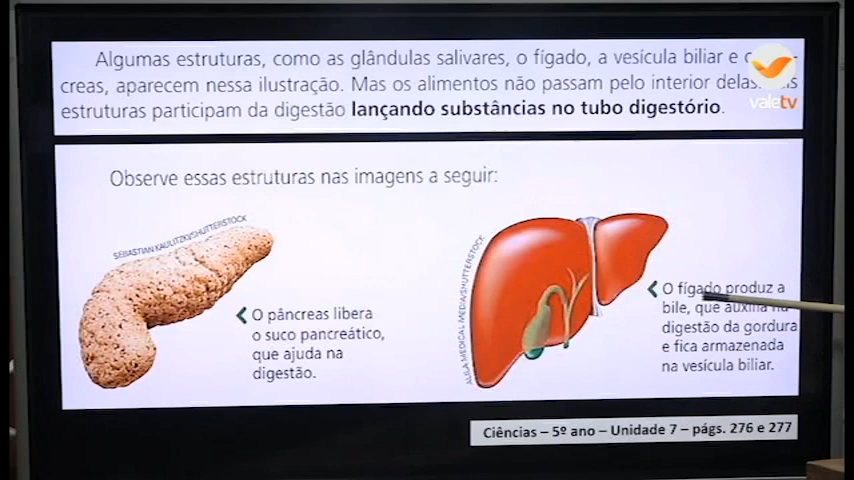 Algumas estruturas, como as glândulas salivares, o fígado, a vesícula biliar e o
creas, aparecem nessa ilustração. Mas os alimentos não passam pelo interior delas.
estruturas participam da digestão lançando substâncias no tubo digestório.
valetv
Observe essas estruturas nas imagens a seguir:
SEBASTIAN KAULITZKI/SHUTTERSTOCK
O pâncreas libera
o suco pancreático,
que ajuda na
digestão.
AULA MEDICAL MEDIA/SHUTTERSTOCK
O fígado produz a
bile, que auxilia na
digestão da gordura
e fica armazenada
na vesícula biliar.
Ciências – 5º ano – Unidade 7 – págs. 276 e 277